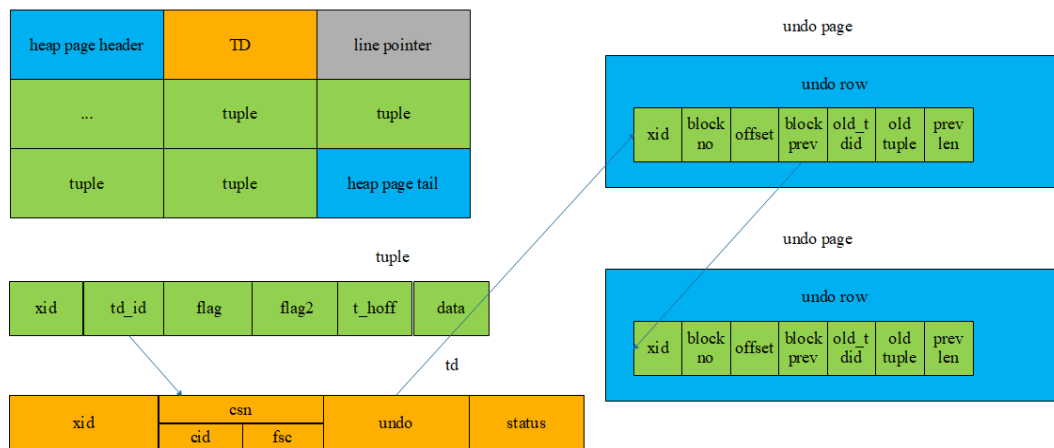 heap page header TD line pointer
... tuple tuple
tuple tuple heap page tail
tuple
xid td_id flag flag2 t_hoff data
td
xid csn undo status
cid fsc
undo page
undo row
xid block no offset block prev old_t did old tuple prev len
undo page
undo row
xid block no offset block prev old_t did old tuple prev len